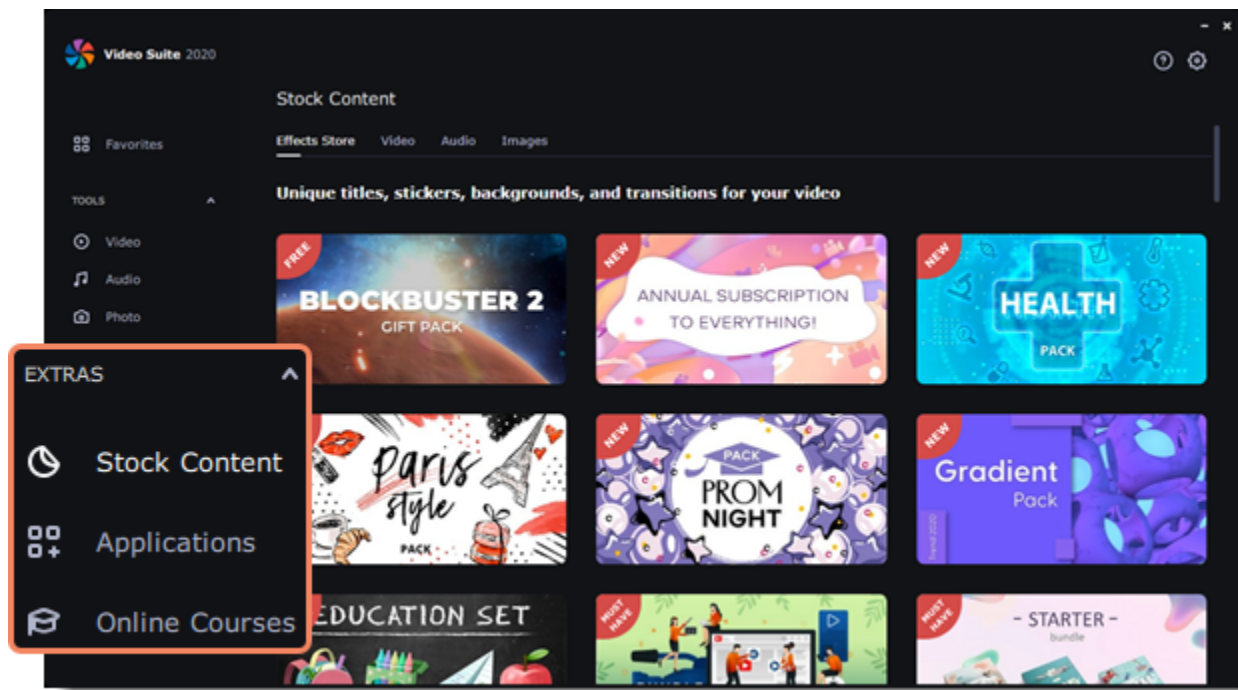 Video Suite 2020
Stock Content
Favorites
Effects Store Video Audio Images
TOOLS
Unique titles, stickers, backgrounds, and transitions for your video
Video
Audio
Photo
EXTRAS
Stock Content
Applications
Online Courses
FREE
BLOCKBUSTER 2
GIFT PACK
NEW
ANNUAL SUBSCRIPTION
TO EVERYTHING!
NEW
HEALTH
PACK
Paris
style
PACK
NEW
PACK
PROM
NIGHT
NEW
Gradient
Pack
Trend 2020
EDUCATION SET
MUST
HAVE
MUST
HAVE
- STARTER -
bundle